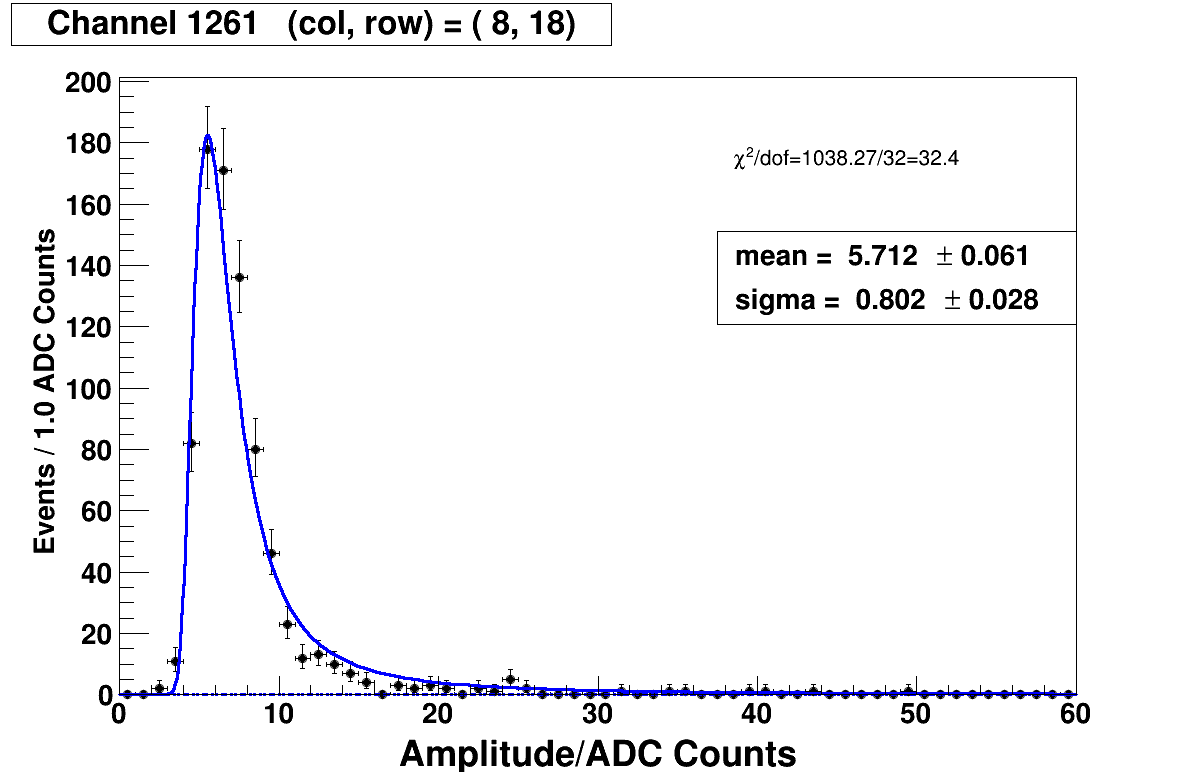 Channel 1261 (col, row) = ( 8, 18)
200
180
160
140
120
100
80
60
40
20
0
Events / 1.0 ADC Counts
χ²/dof=1038.27/32=32.4
mean = 5.712 ± 0.061
sigma = 0.802 ± 0.028
0 10 20 30 40 50 60
Amplitude/ADC Counts